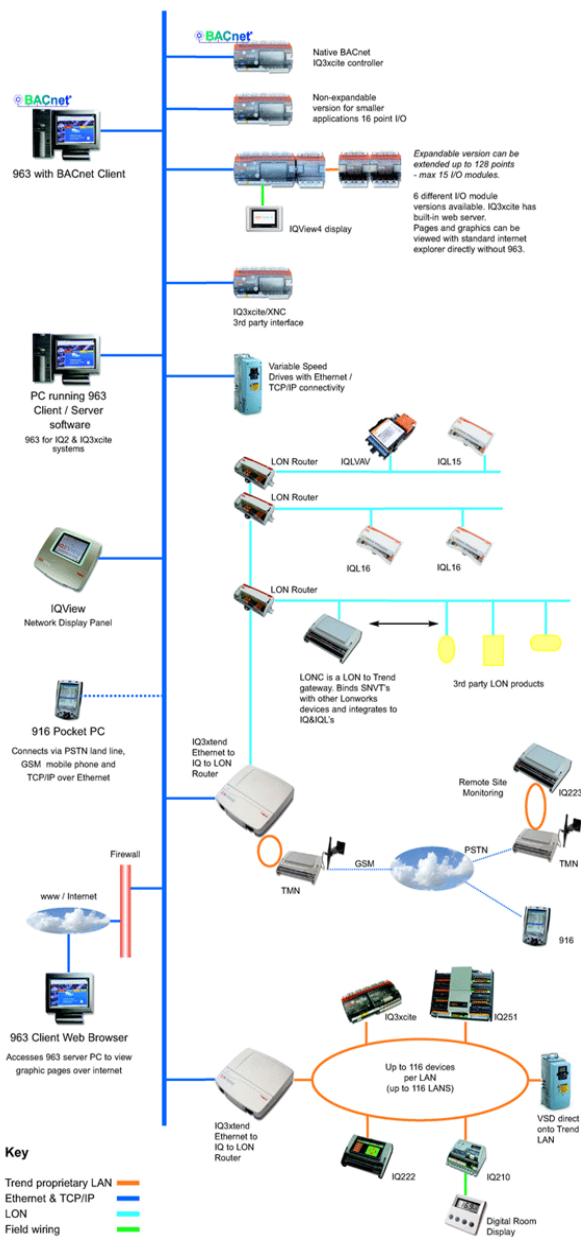 BACnet
Native BACnet
IQ3xcite controller
BACnet
Non-expandable
version for smaller
applications 16 point I/O
963 with BACnet Client
Expandable version can be
extended up to 128 points
- max 15 I/O modules.
6 different I/O module
versions available. IQ3xcite has
built-in web server.
Pages and graphics can be
viewed with standard internet
explorer directly without 963.
IQView4 display
IQ3xcite/XNC
3rd party interface
PC running 963
Client / Server
software
963 for IQ2 & IQ3xcite
systems
Variable Speed
Drives with Ethernet /
TCP/IP connectivity
LON Router
IQLVAV
IQL15
LON Router
IQL16
IQL16
IQView
Network Display Panel
LON Router
LONC is a LON to Trend
gateway. Binds SNVT's
with other Lonworks
devices and integrates to
IQ&IQL's
3rd party LON products
916 Pocket PC
Connects via PSTN land line,
GSM mobile phone and
TCP/IP over Ethernet
IQ3xtend
Ethernet to
IQ to LON
Router
Remote Site
Monitoring
IQ223
TMN
GSM
PSTN
TMN
916
Firewall
www / Internet
963 Client Web Browser
Accesses 963 server PC to view
graphic pages over internet
IQ3xcite
IQ251
Up to 116 devices
per LAN
(up to 116 LANS)
IQ3xtend
Ethernet to
IQ to LON
Router
VSD direct
onto Trend
LAN
IQ222
IQ210
Digital Room
Display
Key
Trend proprietary LAN
Ethernet & TCP/IP
LON
Field wiring